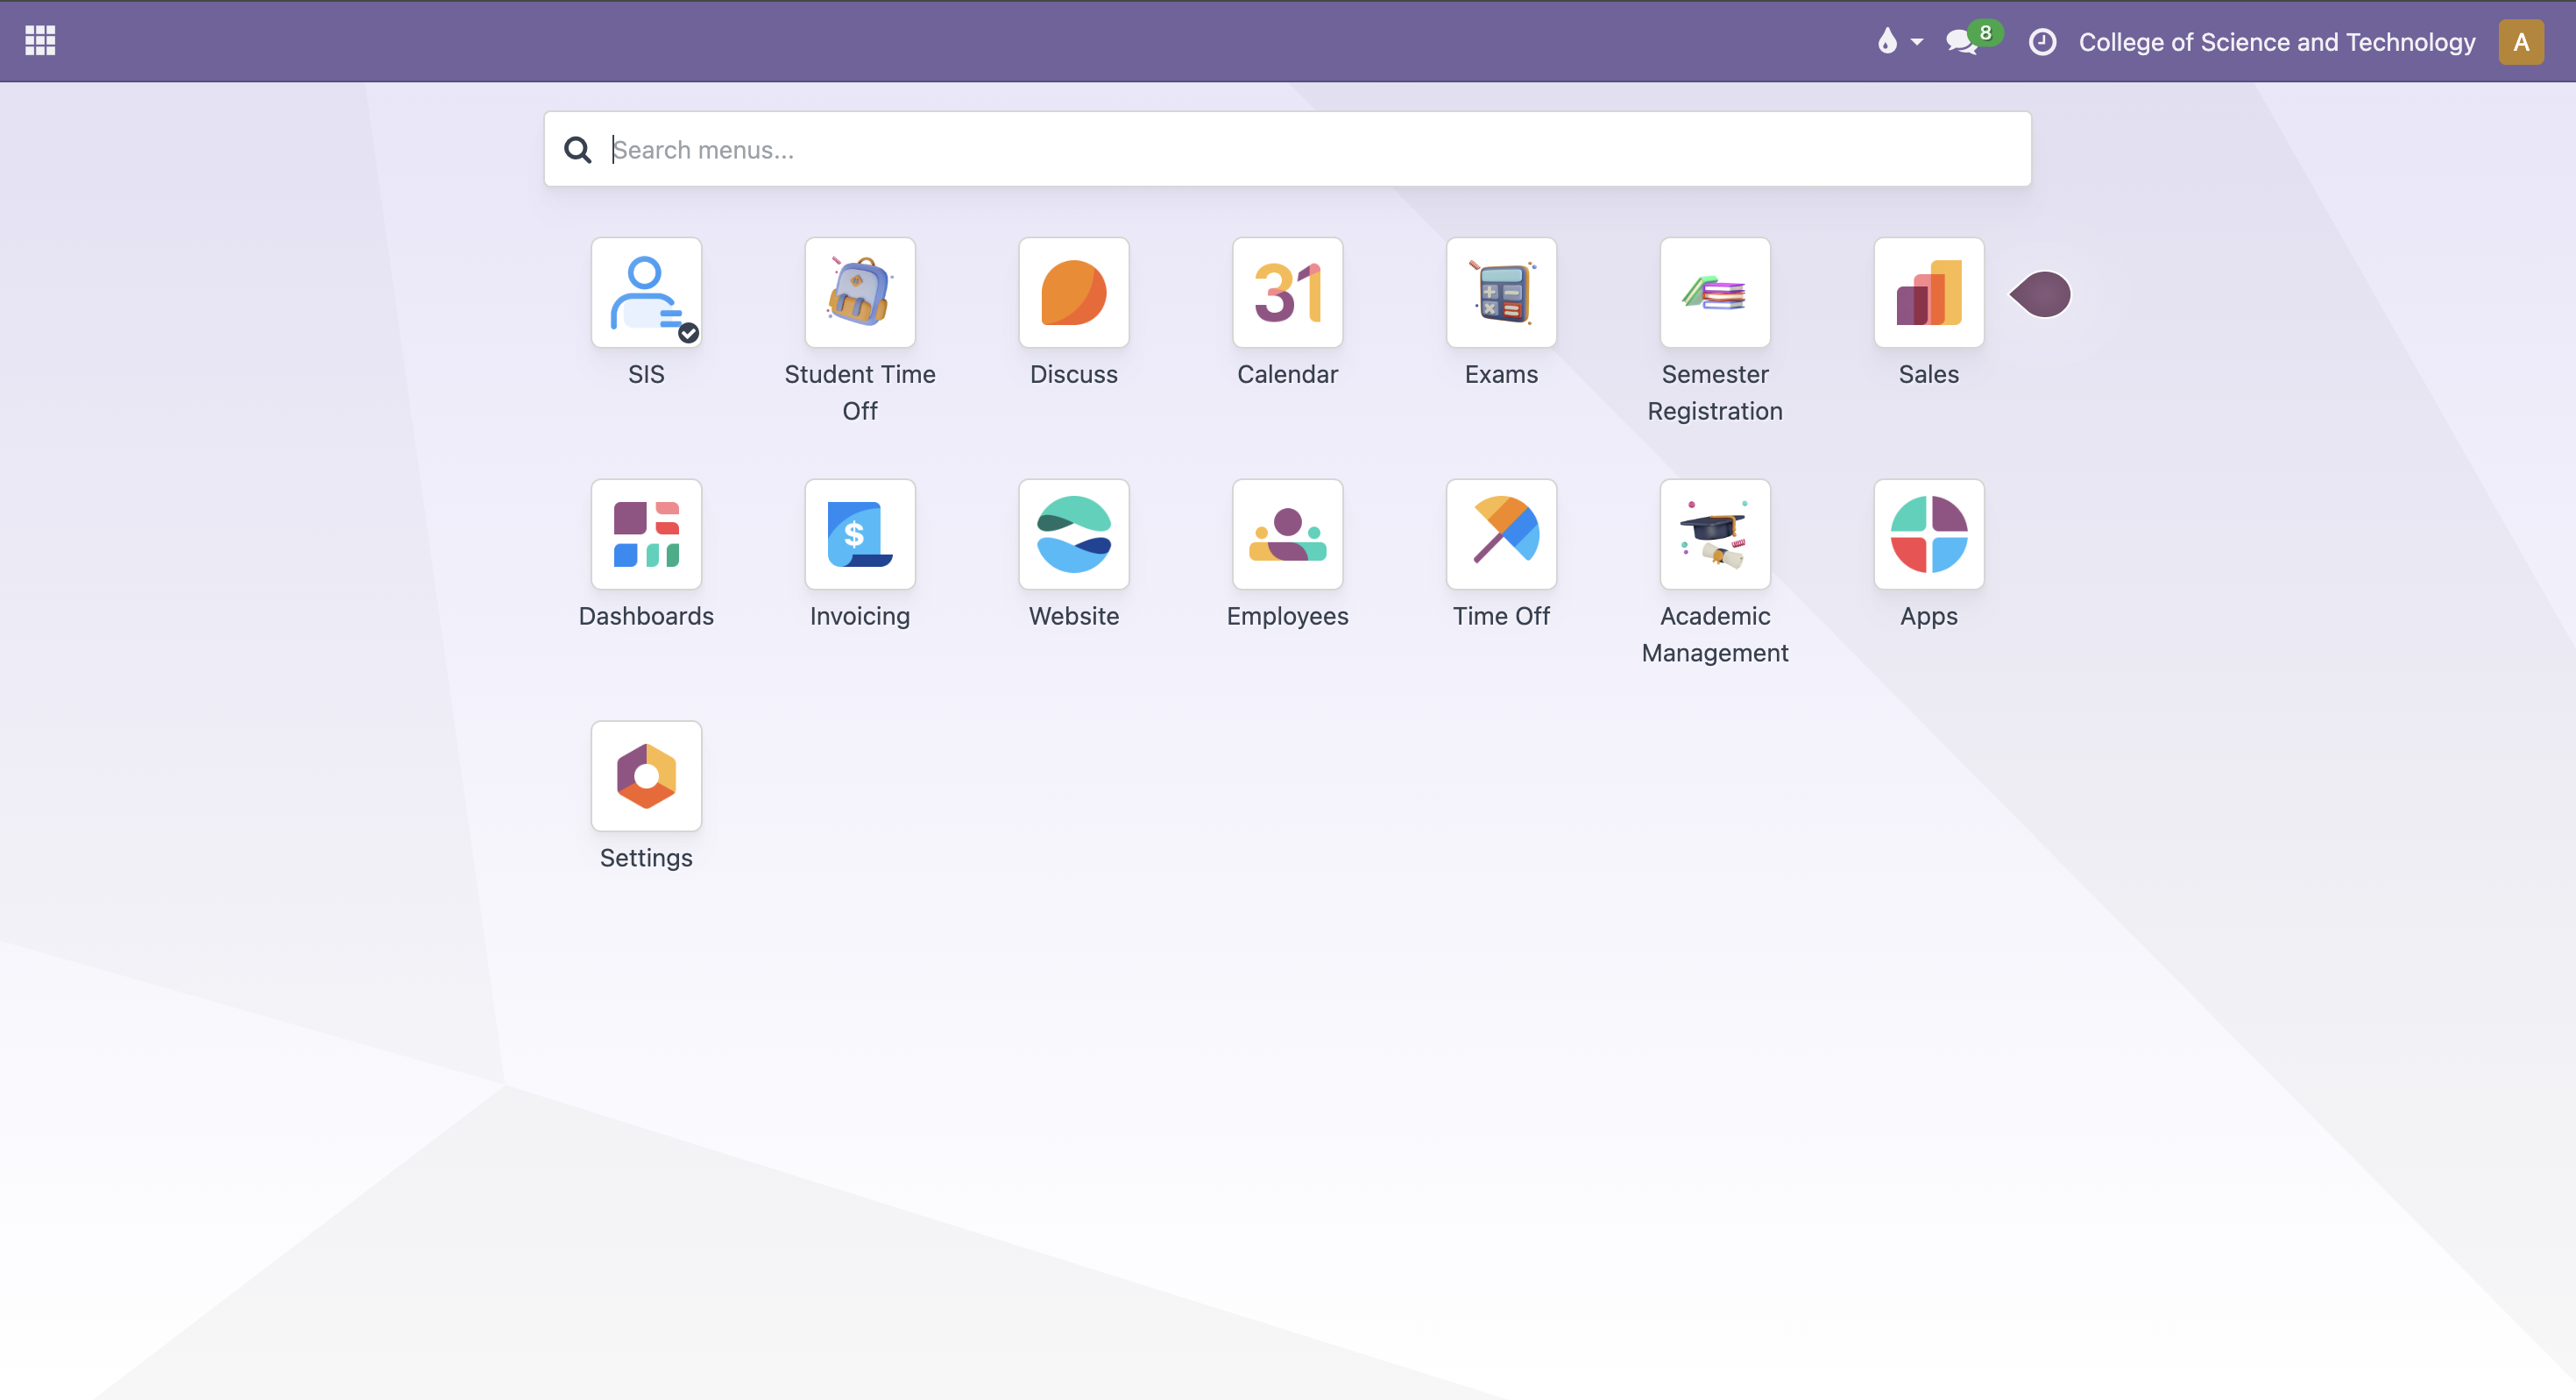 8
College of Science and Technology
A
Search menus...
SIS
Student Time
Off
Discuss
31
Calendar
Exams
Semester
Registration
Sales
Dashboards
$
Invoicing
Website
Employees
Time Off
Academic
Management
Apps
Settings